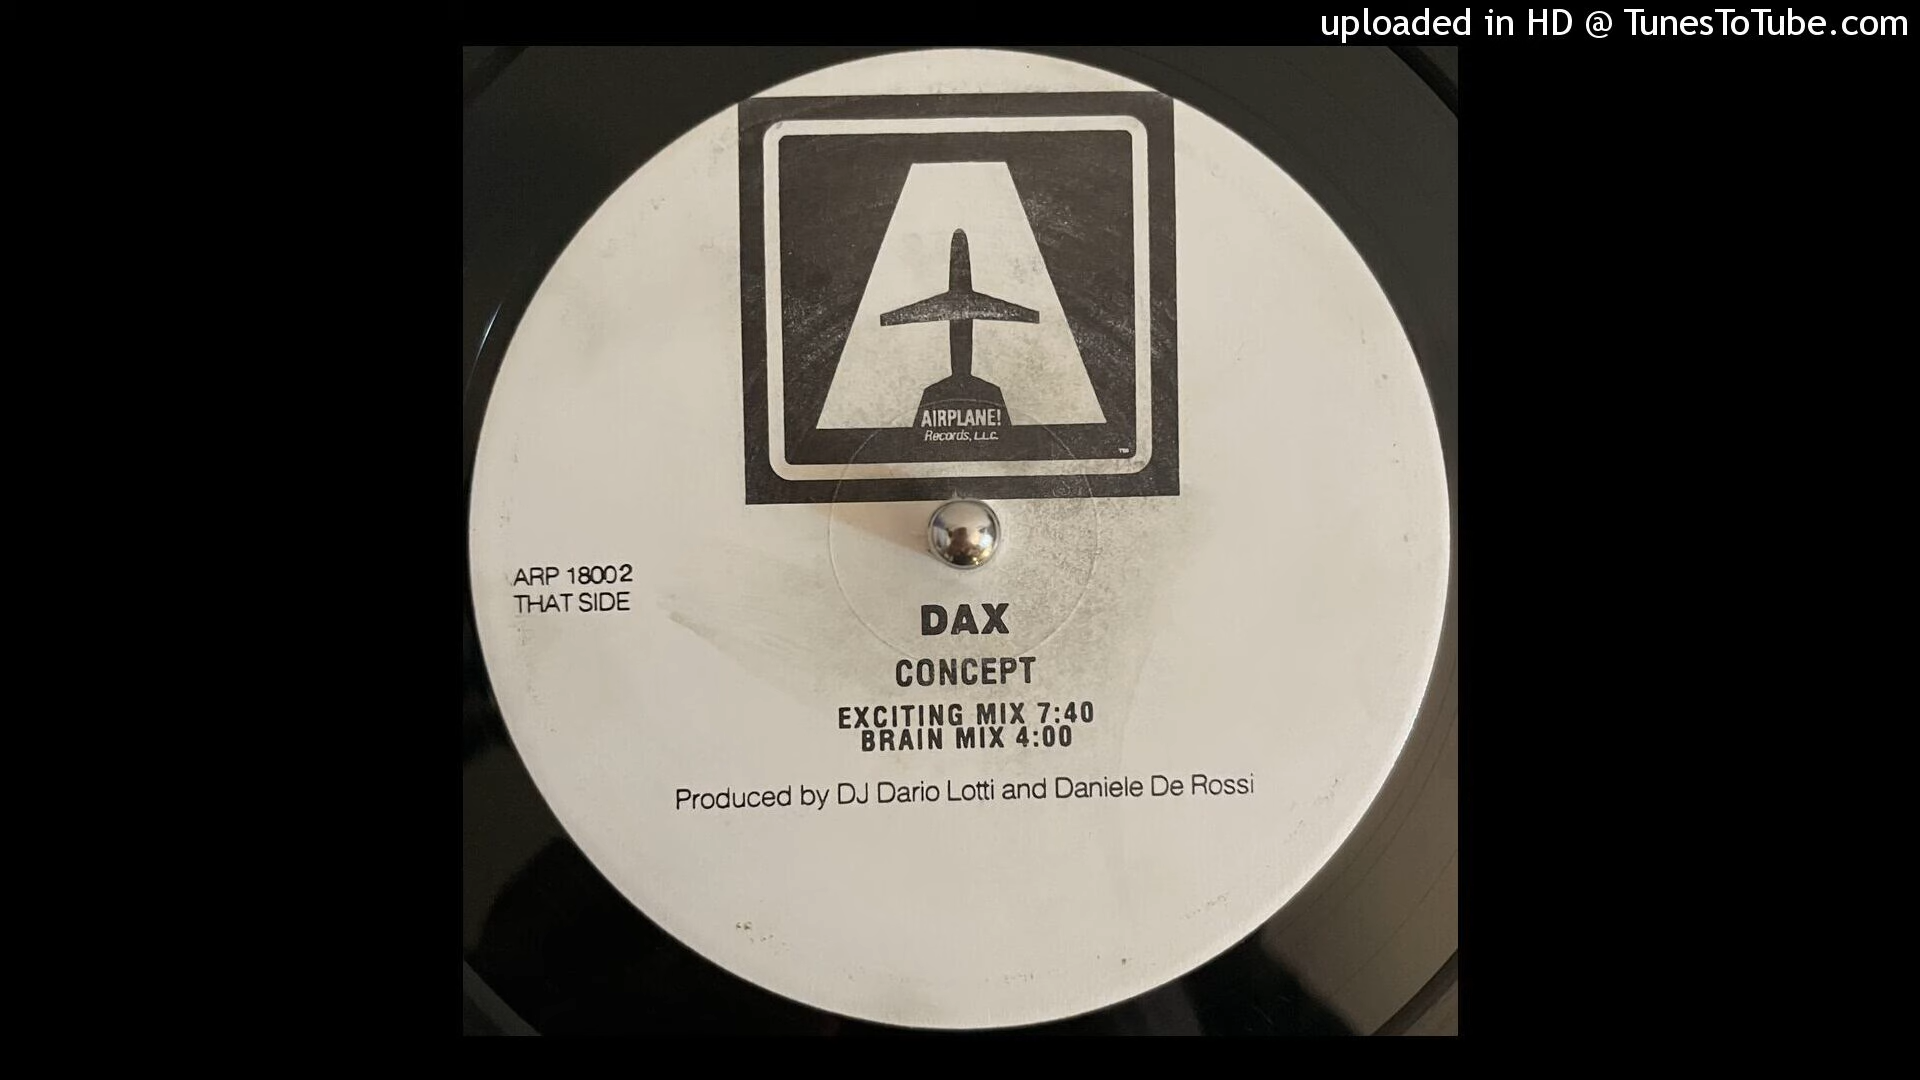 uploaded in HD @ TunesToTube.com
AIRPLANE!
Records, L.L.C.
TM
ARP 18002
THAT SIDE
DAX
CONCEPT
EXCITING MIX 7:40
BRAIN MIX 4:00
Produced by DJ Dario Lotti and Daniele De Rossi